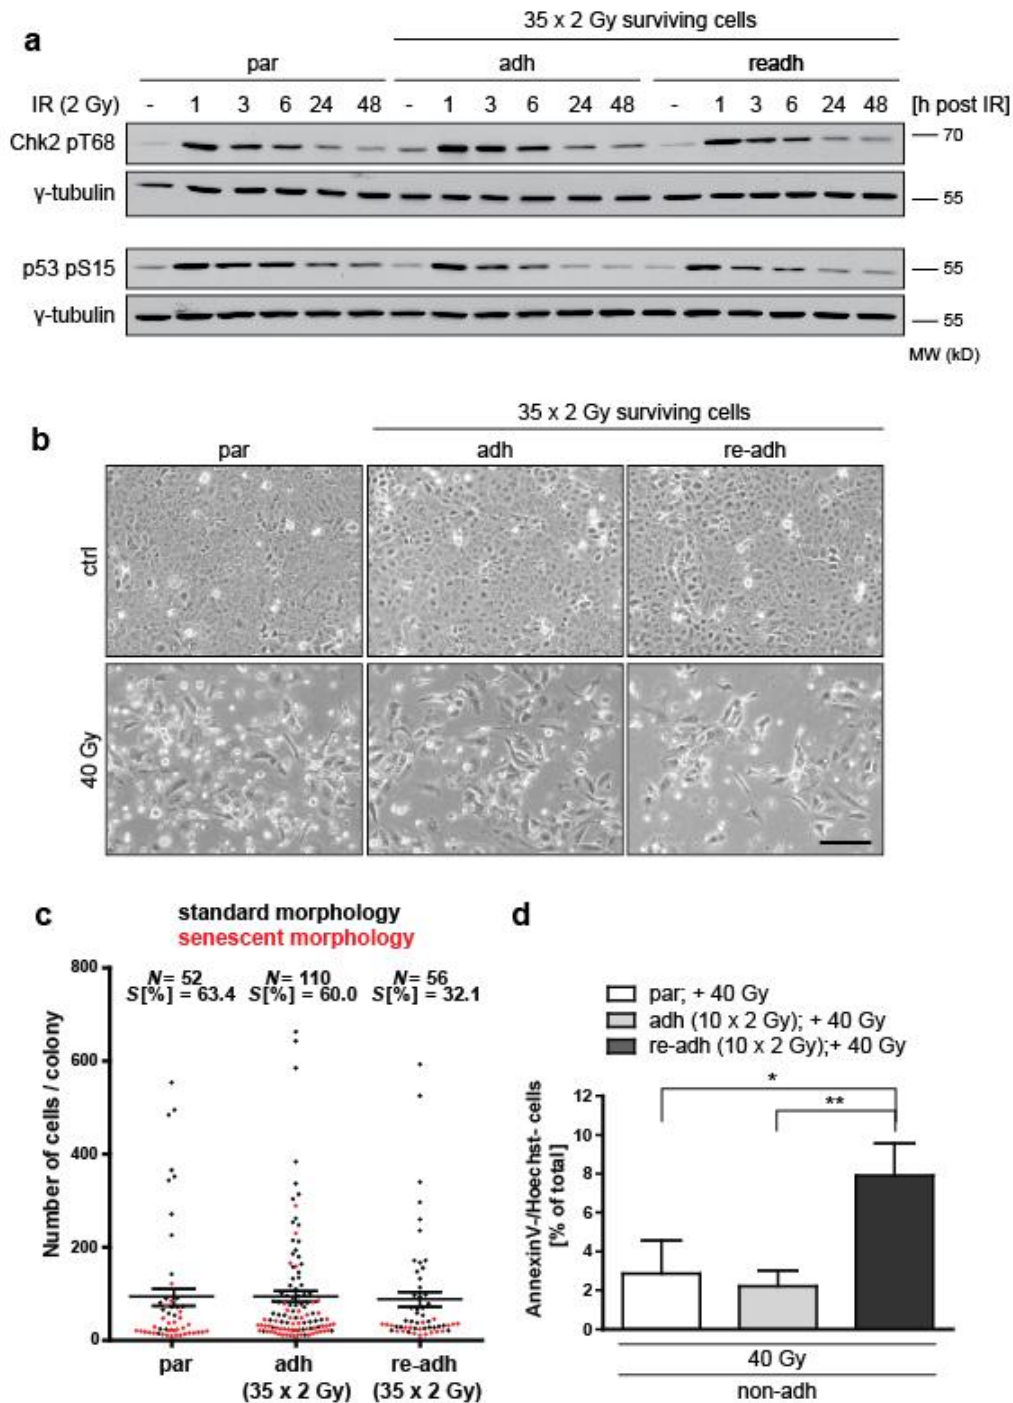 a
35 x 2 Gy surviving cells
par adh readh
IR (2 Gy) - 1 3 6 24 48 - 1 3 6 24 48 - 1 3 6 24 48 [h post IR]
Chk2 pT68 70
γ-tubulin 55
p53 pS15 55
γ-tubulin 55
MW (kD)
b
35 x 2 Gy surviving cells
par adh re-adh
ctrl
40 Gy
c
standard morphology
senescent morphology
N= 52 N= 110 N= 56
S[%] = 63.4 S[%] = 60.0 S[%] = 32.1
Number of cells / colony
800
600
400
200
0
par adh re-adh
(35 x 2 Gy) (35 x 2 Gy)
d
par; + 40 Gy
adh (10 x 2 Gy); + 40 Gy
re-adh (10 x 2 Gy);+ 40 Gy
*
**
AnnexinV-/Hoechst- cells
[% of total]
12
10
8
6
4
2
0
40 Gy
non-adh